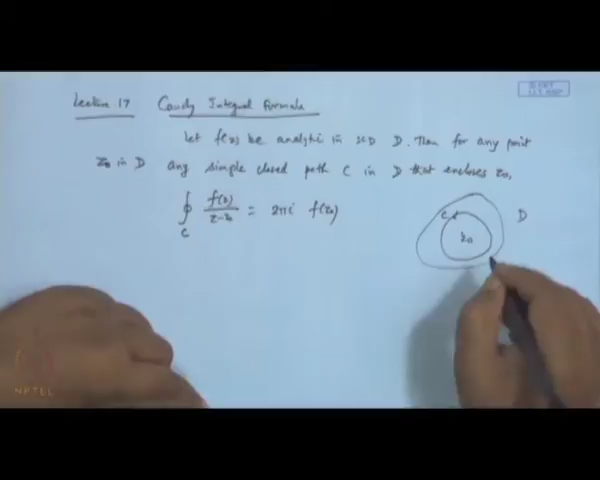 Lecture 17 Cauchy Integral Formula
Let f(z) be analytic in SCD D. Then for any point
z₀ in D any simple closed path C in D that encloses z₀,
∮ f(z)/z-z₀ = 2πi f(z₀)
C
C
D
z₀
NPTEL